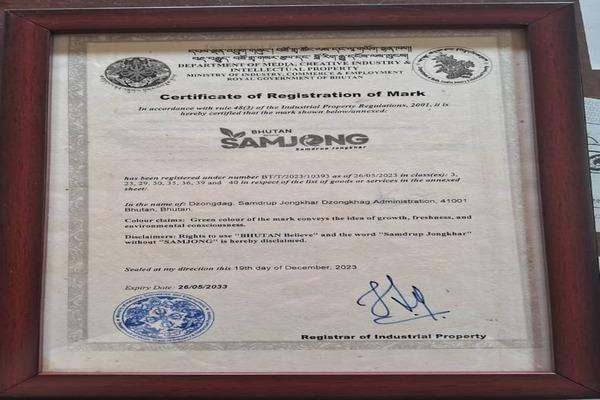 DEPARTMENT OF MEDIA, CREATIVE INDUSTRY &
INTELLECTUAL PROPERTY
MINISTRY OF INDUSTRY, COMMERCE & EMPLOYMENT
ROYAL GOVERNMENT OF BHUTAN
Certificate of Registration of Mark
In accordance with rule 48(3) of the Industrial Property Regulations, 2001, it is
hereby certified that the mark shown below/annexed:
BHUTAN
SAMJONG
Samdrup Jongkhar
has been registered under number BT/T/2023/10393 as of 26/05/2023 in class(es): 3,
23, 29, 30, 35, 36, 39 and 40 in respect of the list of goods or services in the annexed
sheet:
In the name of: Dzongdag, Samdrup Jongkhar Dzongkhag Administration, 41001
Bhutan, Bhutan.
Colour claims: Green colour of the mark conveys the idea of growth, freshness, and
environmental consciousness.
Disclaimers: Rights to use "BHUTAN Believe" and the word "Samdrup Jongkhar"
without "SAMJONG" is hereby disclaimed.
Sealed at my direction this 19th day of December, 2023
Expiry Date: 26/05/2033
Registrar of Industrial Property